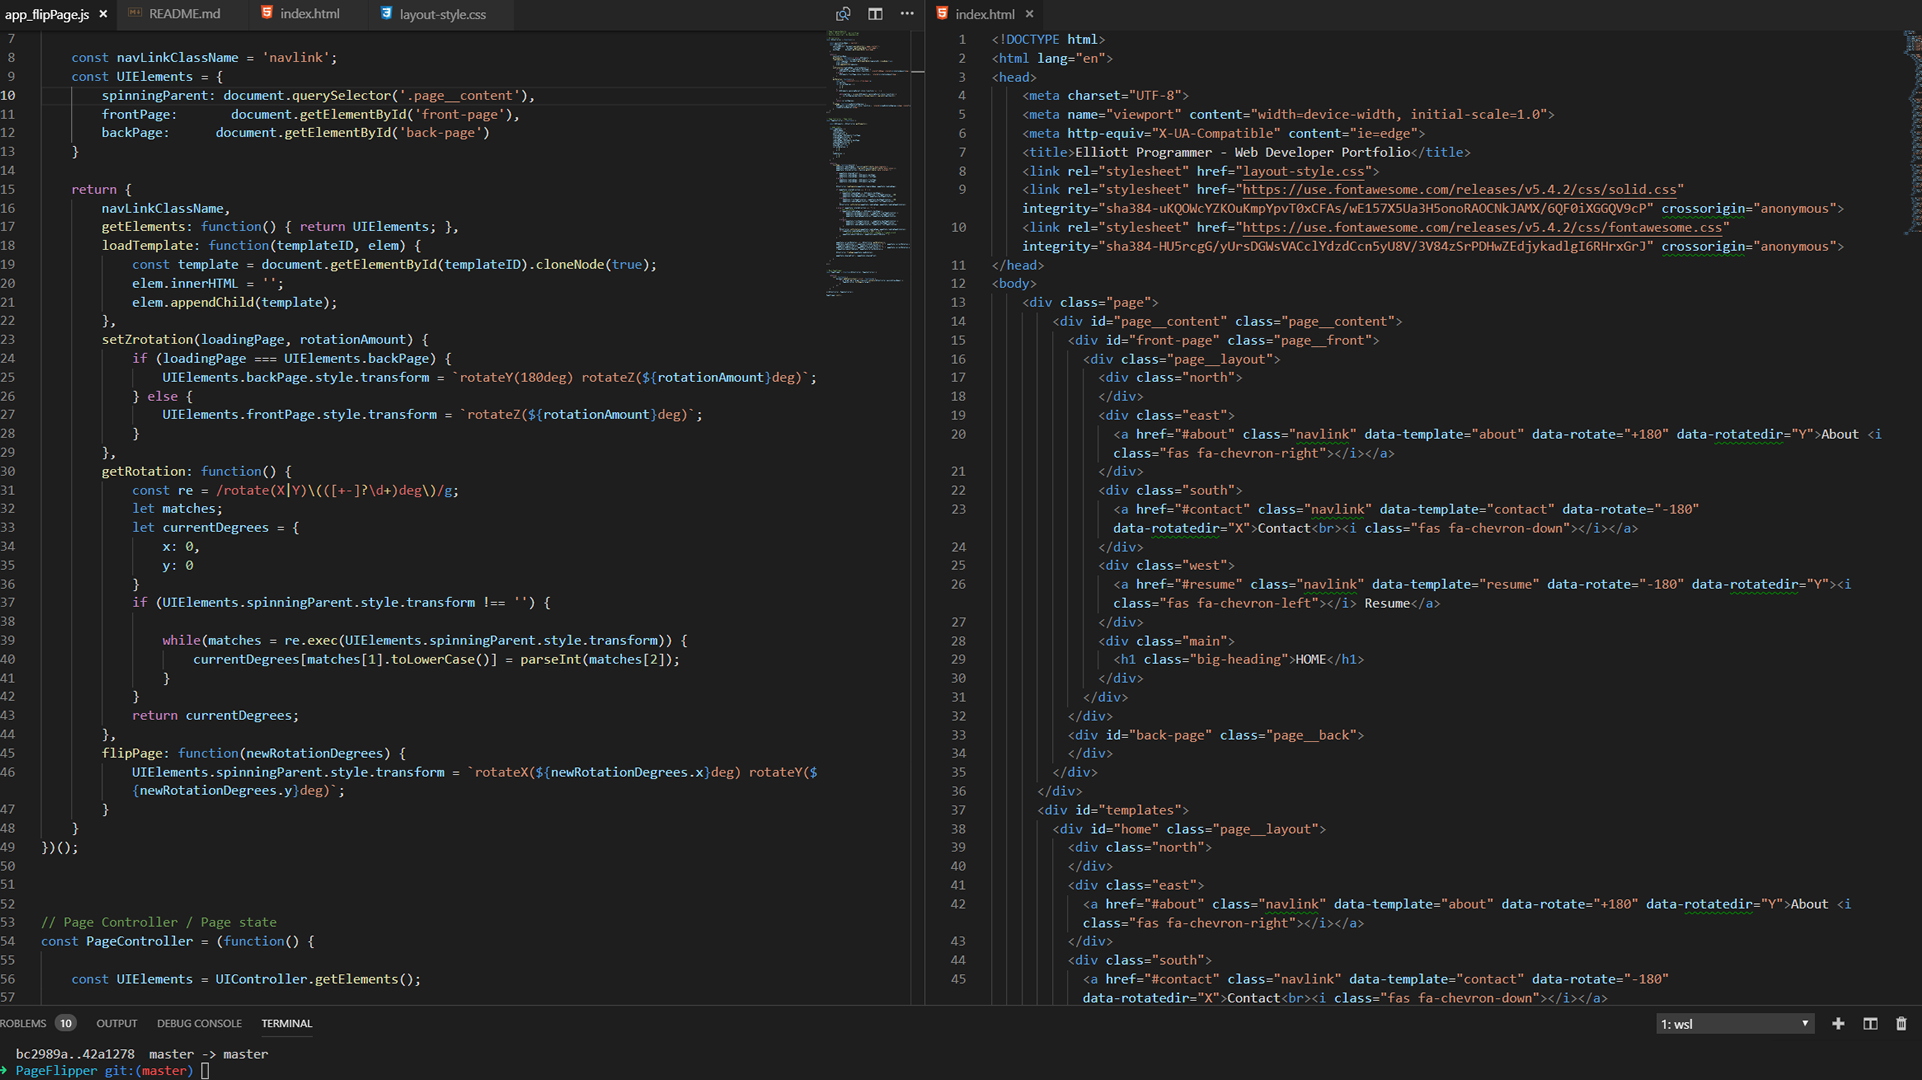 app_flipPage.js × README.md index.html layout-style.css
7
8 const navLinkClassName = 'navlink';
9 const UIElements = {
10 spinningParent: document.querySelector('.page__content'),
11 frontPage: document.getElementById('front-page'),
12 backPage: document.getElementById('back-page')
13 }
14
15 return {
16 navLinkClassName,
17 getElements: function() { return UIElements; },
18 loadTemplate: function(templateID, elem) {
19 const template = document.getElementById(templateID).cloneNode(true);
20 elem.innerHTML = '';
21 elem.appendChild(template);
22 },
23 setZrotation(loadingPage, rotationAmount) {
24 if (loadingPage === UIElements.backPage) {
25 UIElements.backPage.style.transform = `rotateY(180deg) rotateZ(${rotationAmount}deg)`;
26 } else {
27 UIElements.frontPage.style.transform = `rotateZ(${rotationAmount}deg)`;
28 }
29 },
30 getRotation: function() {
31 const re = /rotate(X|Y)\(([+-]?\d+)deg\)/g;
32 let matches;
33 let currentDegrees = {
34 x: 0,
35 y: 0
36 }
37 if (UIElements.spinningParent.style.transform !== '') {
38
39 while(matches = re.exec(UIElements.spinningParent.style.transform)) {
40 currentDegrees[matches[1].toLowerCase()] = parseInt(matches[2]);
41 }
42 }
43 return currentDegrees;
44 },
45 flipPage: function(newRotationDegrees) {
46 UIElements.spinningParent.style.transform = `rotateX(${newRotationDegrees.x}deg) rotateY($
{newRotationDegrees.y}deg)`;
47 }
48 }
49 })();
50
51
52
53 // Page Controller / Page state
54 const PageController = (function() {
55
56 const UIElements = UIController.getElements();
57
index.html ×
1 <!DOCTYPE html>
2 <html lang="en">
3 <head>
4 <meta charset="UTF-8">
5 <meta name="viewport" content="width=device-width, initial-scale=1.0">
6 <meta http-equiv="X-UA-Compatible" content="ie=edge">
7 <title>Elliott Programmer - Web Developer Portfolio</title>
8 <link rel="stylesheet" href="layout-style.css">
9 <link rel="stylesheet" href="https://use.fontawesome.com/releases/v5.4.2/css/solid.css"
integrity="sha384-uKQOWcYZKOuKmpYpvT0xCFAs/wE157X5Ua3H5onoRAOCNkJAMX/6QF0iXGGQV9cP" crossorigin="anonymous">
10 <link rel="stylesheet" href="https://use.fontawesome.com/releases/v5.4.2/css/fontawesome.css"
integrity="sha384-HU5rcgG/yUrsDGWsVACclYdzdCcn5yU8V/3V84zSrPDHwZEdjykadlgI6RHrxGrJ" crossorigin="anonymous">
11 </head>
12 <body>
13 <div class="page">
14 <div id="page__content" class="page__content">
15 <div id="front-page" class="page__front">
16 <div class="page__layout">
17 <div class="north">
18 </div>
19 <div class="east">
20 <a href="#about" class="navlink" data-template="about" data-rotate="+180" data-rotatedir="Y">About <i
class="fas fa-chevron-right"></i></a>
21 </div>
22 <div class="south">
23 <a href="#contact" class="navlink" data-template="contact" data-rotate="-180"
data-rotatedir="X">Contact<br><i class="fas fa-chevron-down"></i></a>
24 </div>
25 <div class="west">
26 <a href="#resume" class="navlink" data-template="resume" data-rotate="-180" data-rotatedir="Y"><i
class="fas fa-chevron-left"></i> Resume</a>
27 </div>
28 <div class="main">
29 <h1 class="big-heading">HOME</h1>
30 </div>
31 </div>
32 </div>
33 <div id="back-page" class="page__back">
34 </div>
35 </div>
36 </div>
37 <div id="templates">
38 <div id="home" class="page__layout">
39 <div class="north">
40 </div>
41 <div class="east">
42 <a href="#about" class="navlink" data-template="about" data-rotate="+180" data-rotatedir="Y">About <i
class="fas fa-chevron-right"></i></a>
43 </div>
44 <div class="south">
45 <a href="#contact" class="navlink" data-template="contact" data-rotate="-180"
data-rotatedir="X">Contact<br><i class="fas fa-chevron-down"></i></a>
ROBLEMS 10 OUTPUT DEBUG CONSOLE TERMINAL 1: wsl
bc2989a..42a1278 master -> master
PageFlipper git:(master)